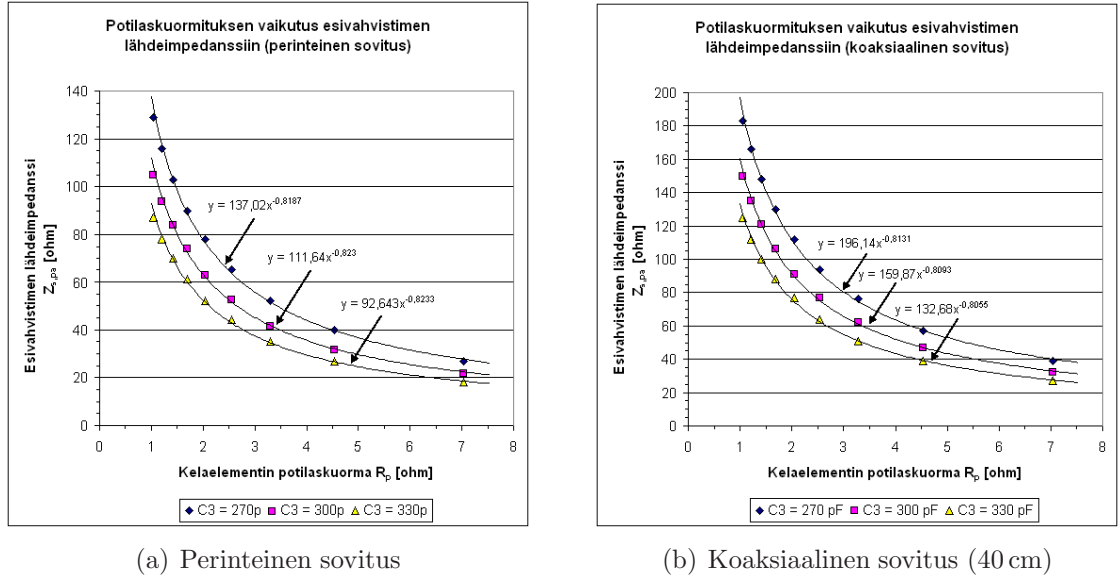 Potilaskuormituksen vaikutus esivahvistimen
lähdeimpedanssiin (perinteinen sovitus)
Esivahvistimen lähdeimpedanssi
Z_s,pa [ohm]
140
120
100
80
60
40
20
0
y = 137,02x^-0,8187
y = 111,64x^-0,823
y = 92,643x^-0,8233
0 1 2 3 4 5 6 7 8
Kelaelementin potilaskuorma R_p [ohm]
C3 = 270p C3 = 300p C3 = 330p
(a) Perinteinen sovitus
Potilaskuormituksen vaikutus esivahvistimen
lähdeimpedanssiin (koaksiaalinen sovitus)
Esivahvistimen lähdeimpedanssi
Z_s,pa [ohm]
200
180
160
140
120
100
80
60
40
20
0
y = 196,14x^-0,8131
y = 159,87x^-0,8093
y = 132,68x^-0,8055
0 1 2 3 4 5 6 7 8
Kelaelementin potilaskuorma R_p [ohm]
C3 = 270 pF C3 = 300 pF C3 = 330 pF
(b) Koaksiaalinen sovitus (40 cm)